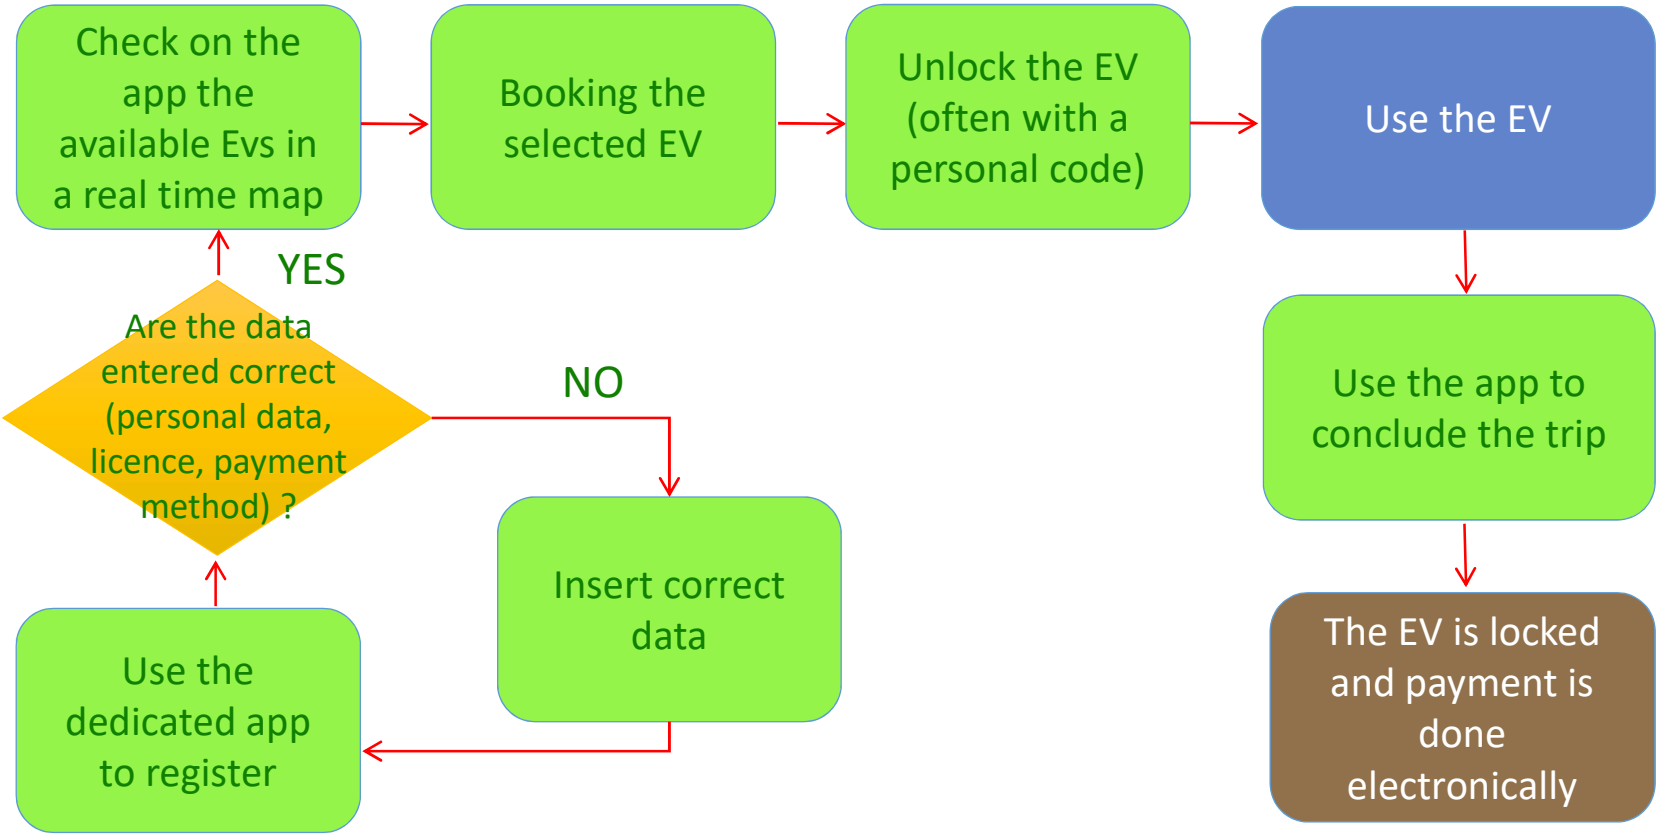 Check on the
app the
available Evs in
a real time map
Booking the
selected EV
Unlock the EV
(often with a
personal code)
Use the EV
YES
Are the data
entered correct
(personal data,
licence, payment
method) ?
NO
Use the app to
conclude the trip
Insert correct
data
Use the
dedicated app
to register
The EV is locked
and payment is
done
electronically